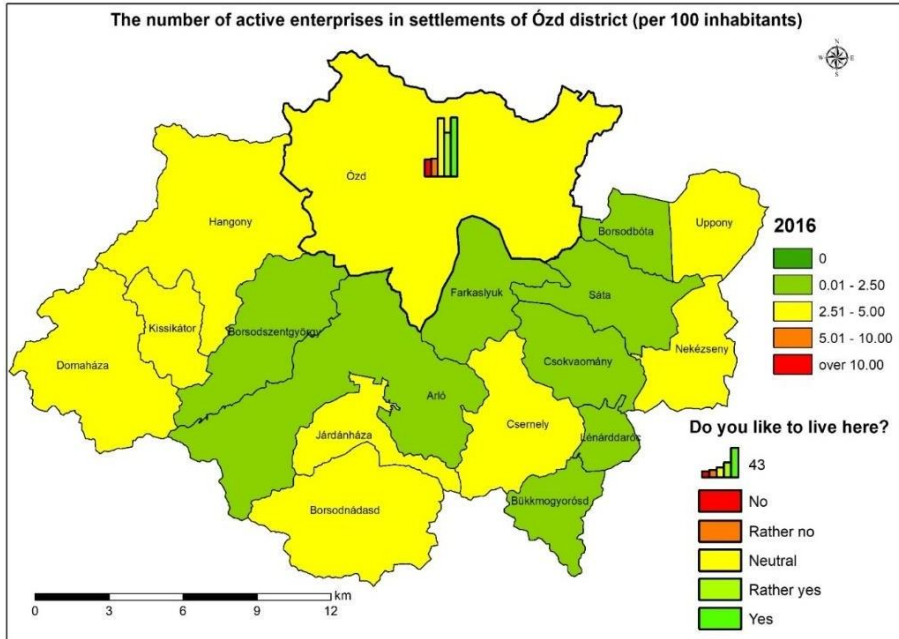 The number of active enterprises in settlements of Ózd district (per 100 inhabitants)
N
W E
S
Ózd
Hangony
Borsodbóta
Uppony
2016
0
0.01 - 2.50
2.51 - 5.00
5.01 - 10.00
over 10.00
Farkaslyuk
Sáta
Kissikátor
Borsodszentgyörgy
Domaháza
Csokvaomány
Nekézseny
Arló
Járdánháza
Csernely
Lénárddaróc
Borsodnádasd
Bükkmogyorósd
Do you like to live here?
43
No
Rather no
Neutral
Rather yes
Yes
km
0 3 6 9 12